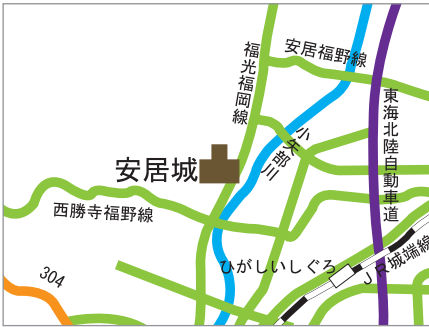 安居福野線
福光福岡線
東海北陸自動車道
小矢部川
安居城
西勝寺福野線
ひがしいしぐろ
JR城端線
304